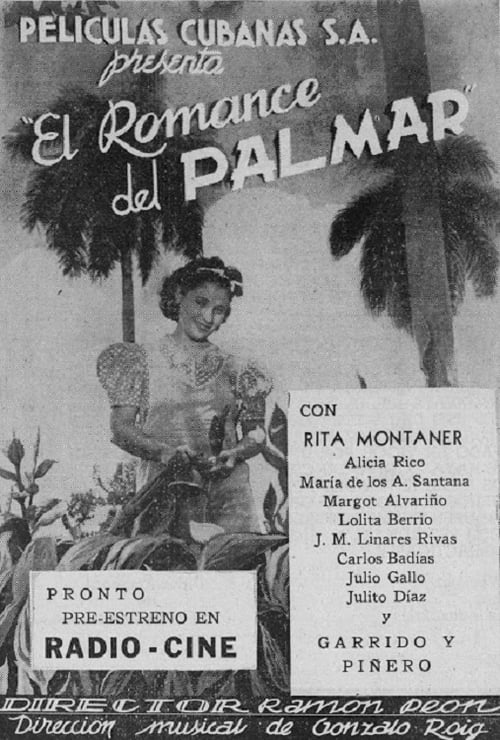 PELICULAS CUBANAS S.A.
presenta
"El Romance
del PALMAR"
CON
RITA MONTANER
Alicia Rico
María de los A. Santana
Margot Alvariño
Lolita Berrio
J. M. Linares Rivas
Carlos Badías
Julio Gallo
Julito Díaz
y
GARRIDO Y
PIÑERO
PRONTO
PRE-ESTRENO EN
RADIO-CINE
DIRECTOR Ramon Peon
Dirección musical de Gonzalo Roig